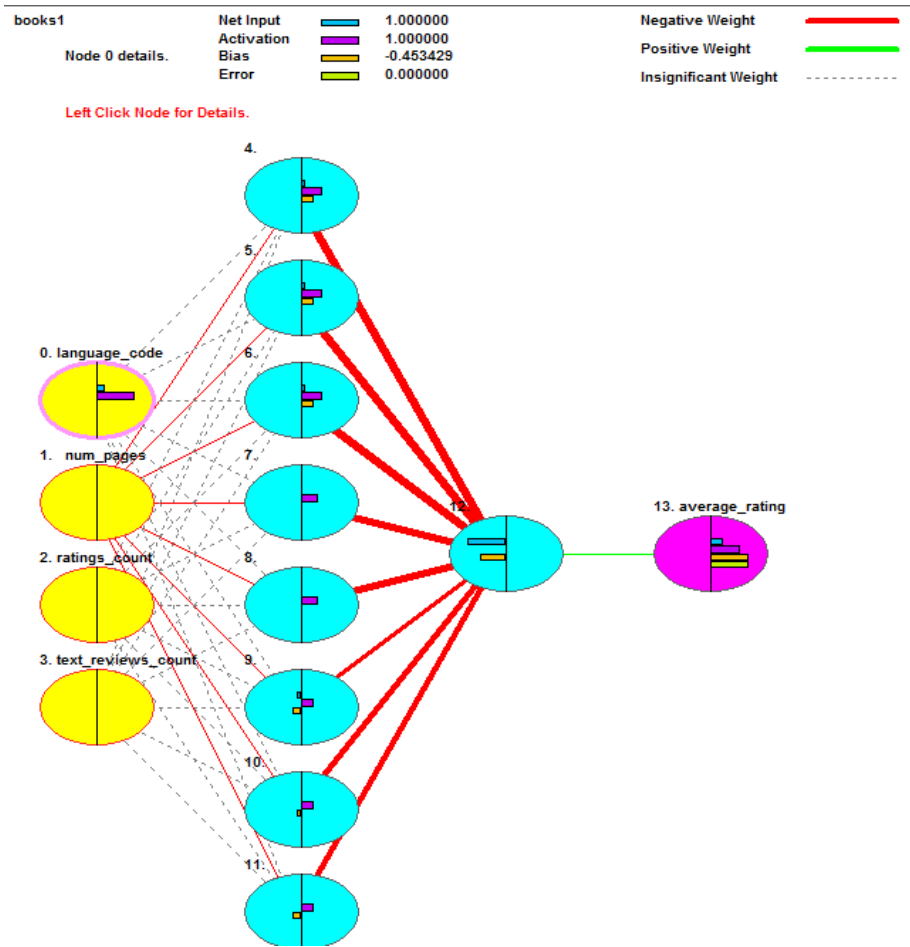 books1
Net Input 1.000000
Activation 1.000000
Node 0 details. Bias -0.453429
Error 0.000000
Negative Weight
Positive Weight
Insignificant Weight
Left Click Node for Details.
4.
5.
6.
0. language_code
7.
1. num_pages
12.
13. average_rating
8.
2. ratings_count
9.
3. text_reviews_count
10.
11.